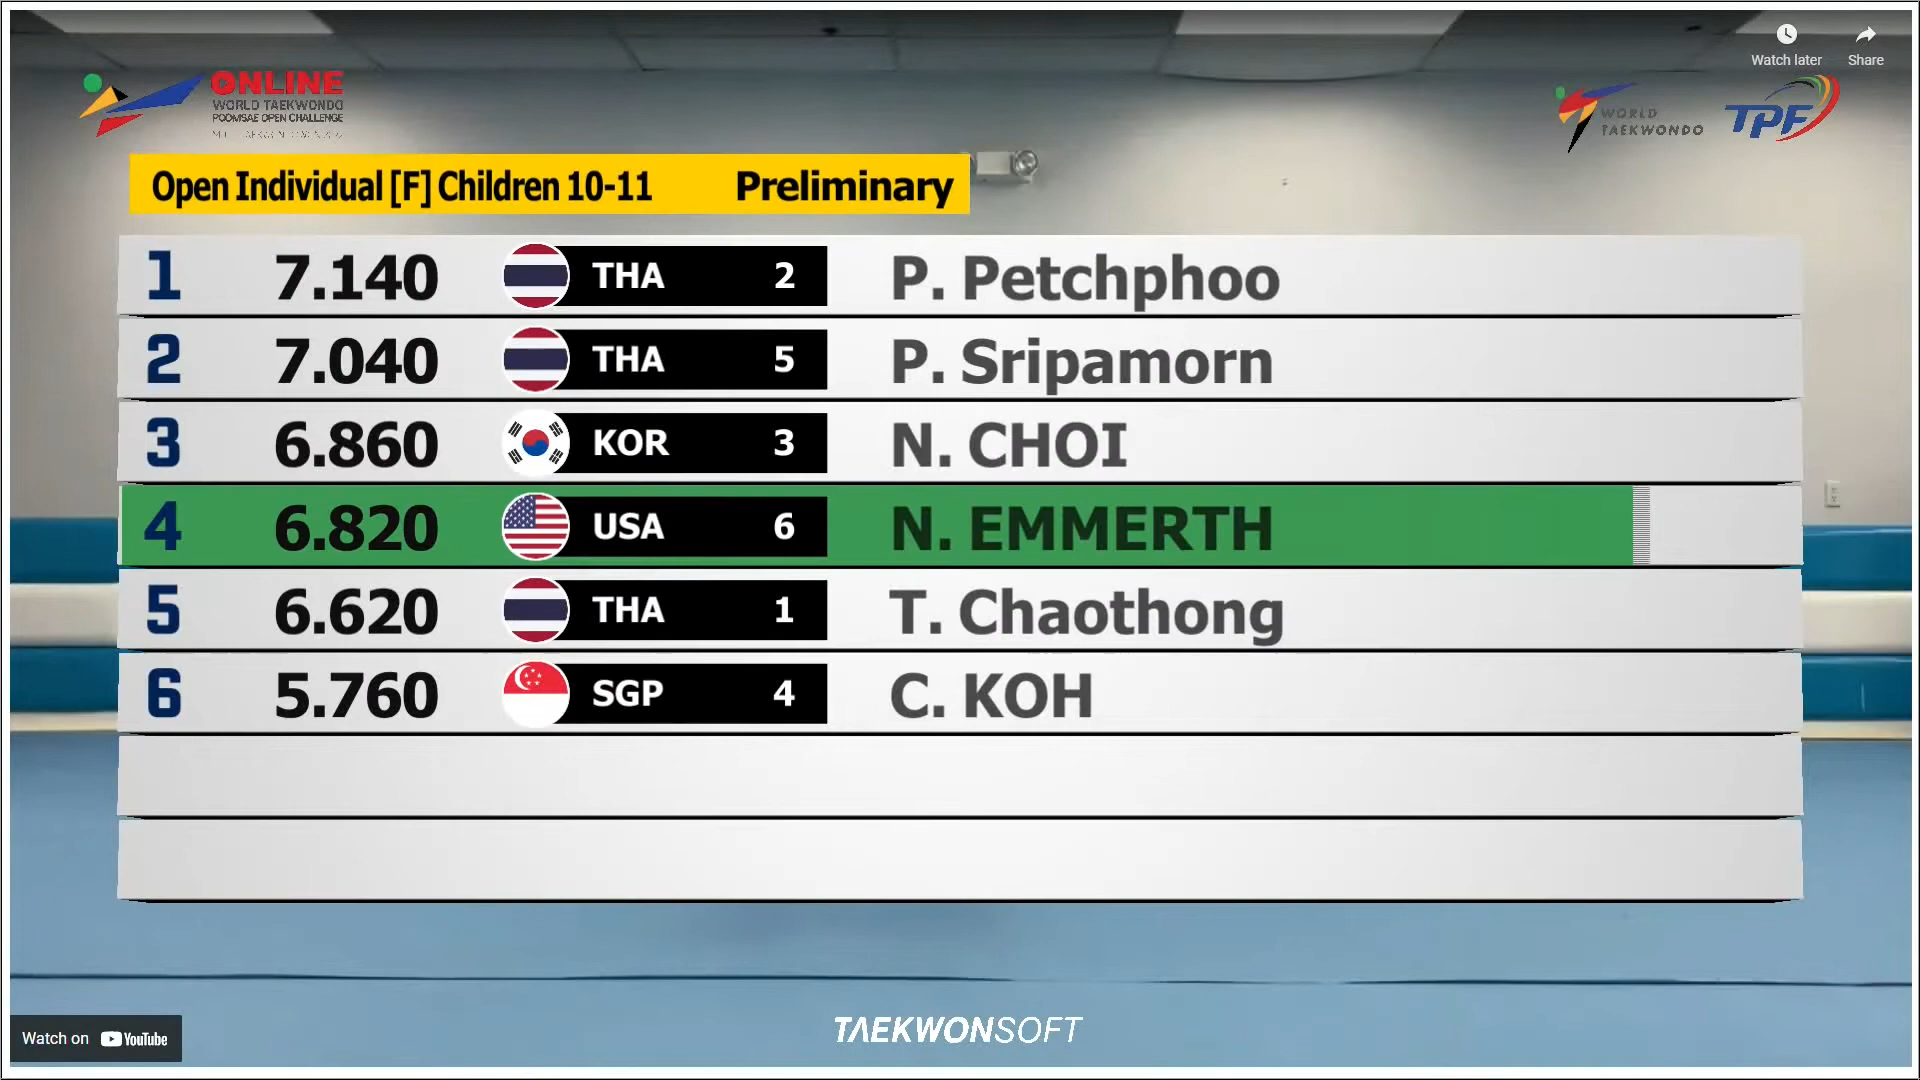 Watch later
Share
ONLINE
WORLD TAEKWONDO
POOMSAE OPEN CHALLENGE
WORLD
TAEKWONDO
TPF
Open Individual [F] Children 10-11 Preliminary
1 7.140 THA 2 P. Petchphoo
2 7.040 THA 5 P. Sripamorn
3 6.860 KOR 3 N. CHOI
4 6.820 USA 6 N. EMMERTH
5 6.620 THA 1 T. Chaothong
6 5.760 SGP 4 C. KOH
TAEKWONSOFT
Watch on YouTube